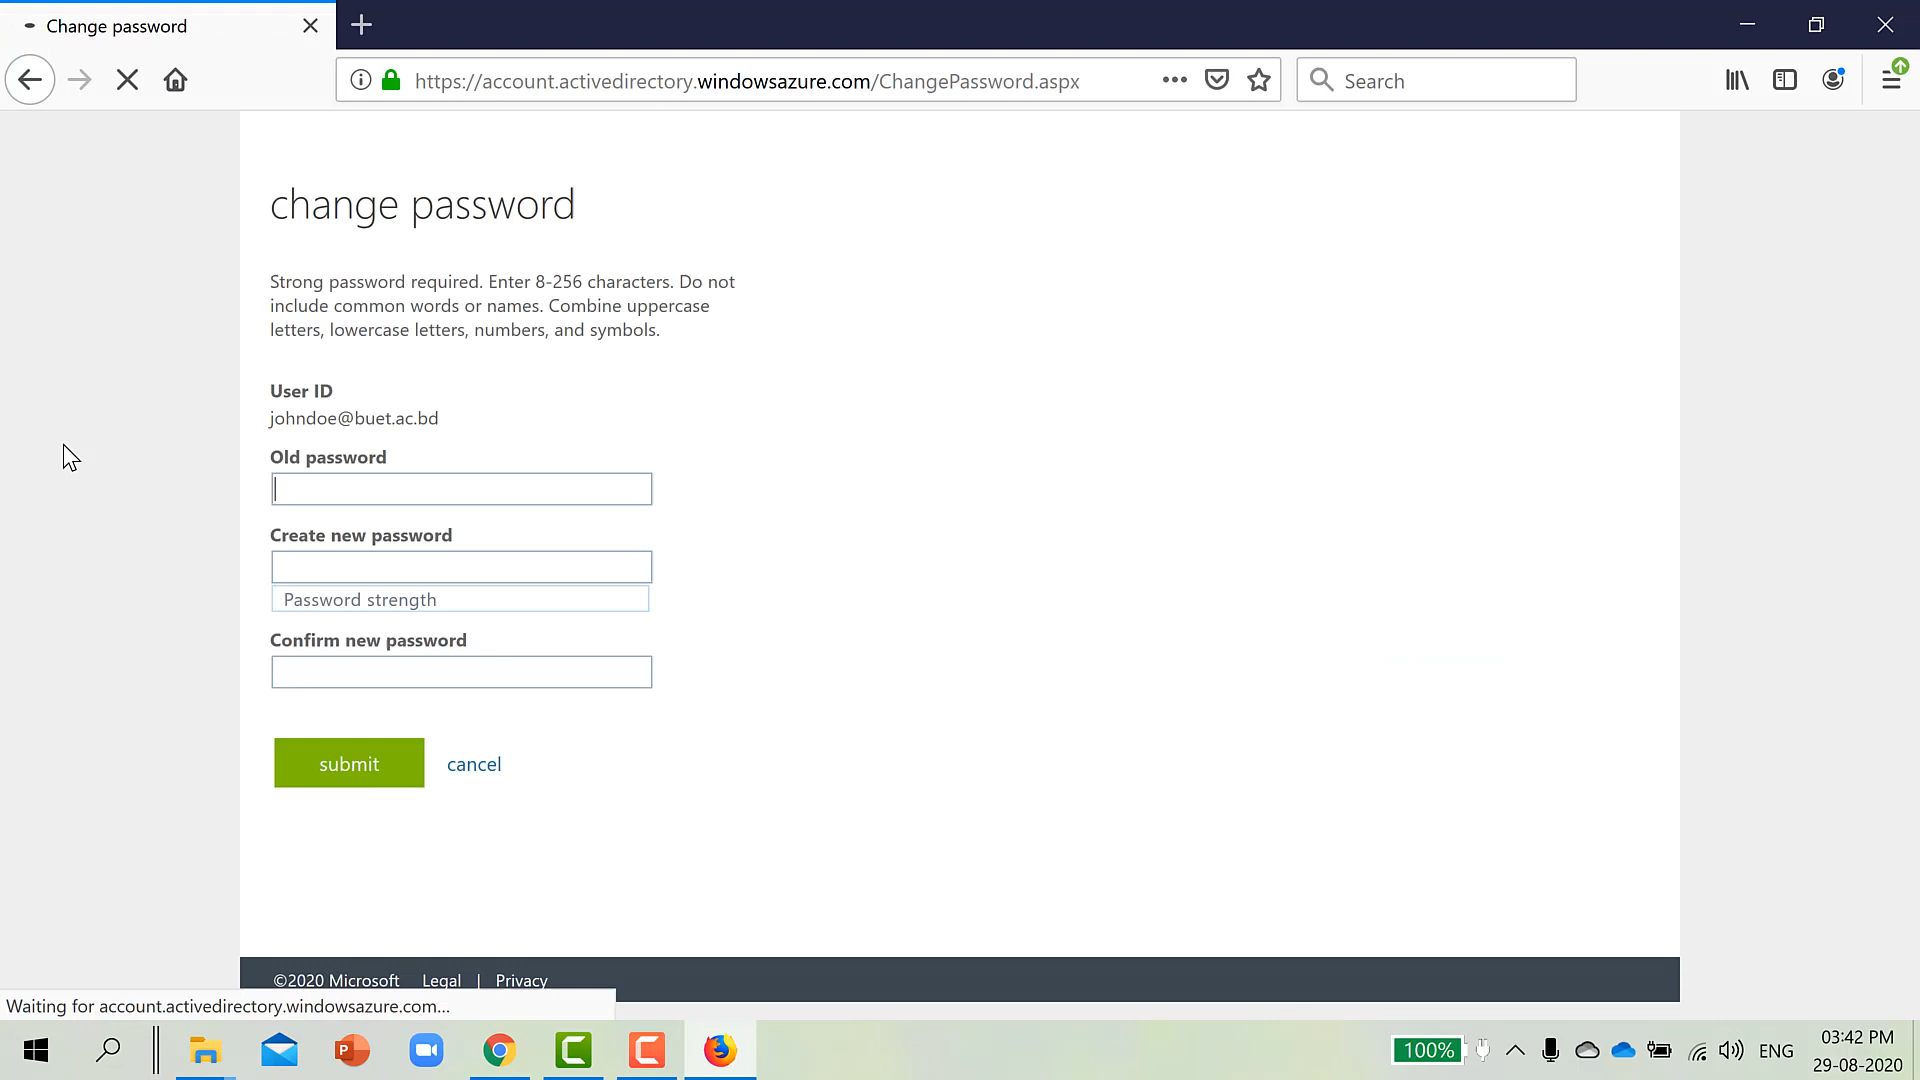 Change password
https://account.activedirectory.windowsazure.com/ChangePassword.aspx
Search
change password
Strong password required. Enter 8-256 characters. Do not
include common words or names. Combine uppercase
letters, lowercase letters, numbers, and symbols.
User ID
johndoe@buet.ac.bd
Old password
Create new password
Password strength
Confirm new password
submit cancel
©2020 Microsoft Legal | Privacy
Waiting for account.activedirectory.windowsazure.com...
100% ENG 03:42 PM
29-08-2020